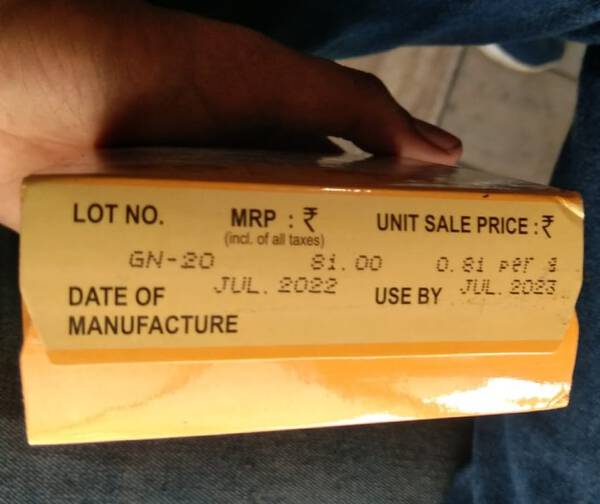 LOT NO. MRP : ₹ UNIT SALE PRICE : ₹
(incl. of all taxes)
GN-20 81.00 0.81 per g
DATE OF JUL. 2022 USE BY JUL. 2023
MANUFACTURE